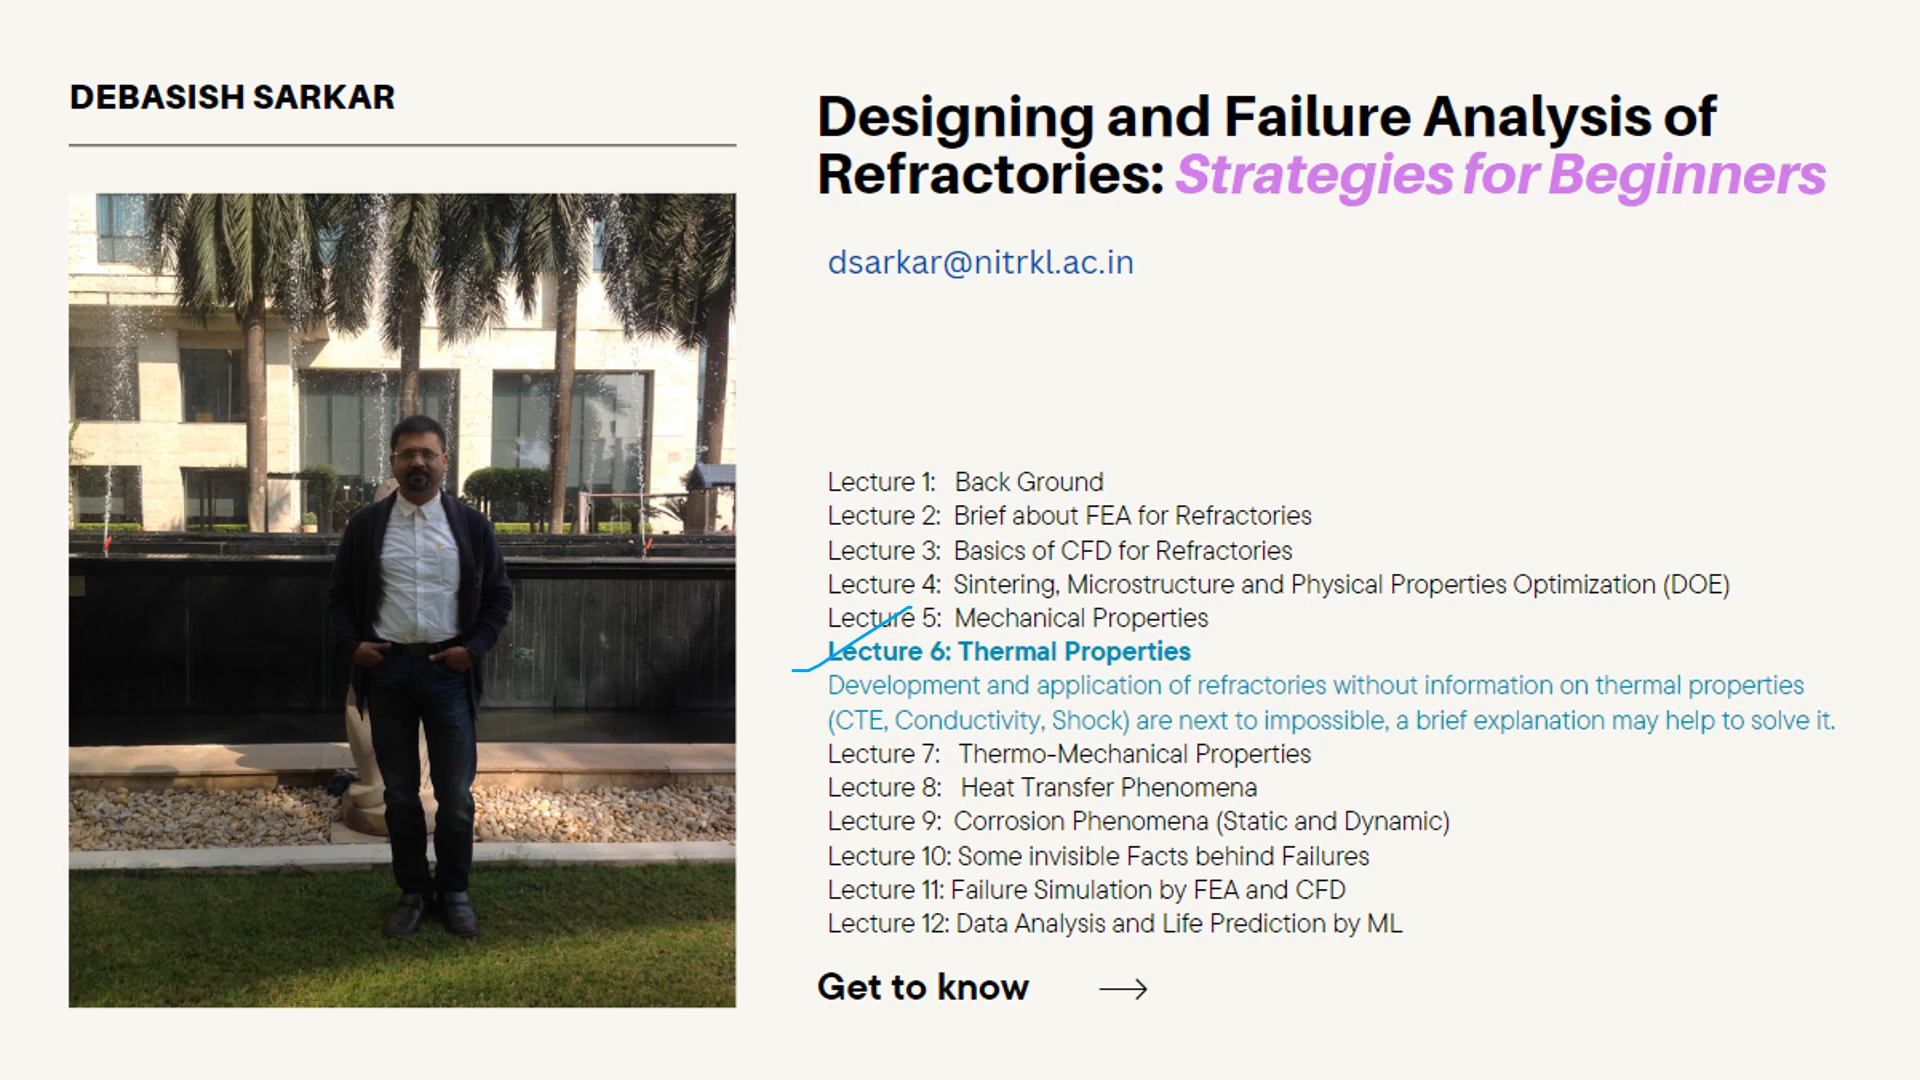 DEBASISH SARKAR
Designing and Failure Analysis of
Refractories: Strategies for Beginners
dsarkar@nitrkl.ac.in
Lecture 1: Back Ground
Lecture 2: Brief about FEA for Refractories
Lecture 3: Basics of CFD for Refractories
Lecture 4: Sintering, Microstructure and Physical Properties Optimization (DOE)
Lecture 5: Mechanical Properties
Lecture 6: Thermal Properties
Development and application of refractories without information on thermal properties
(CTE, Conductivity, Shock) are next to impossible, a brief explanation may help to solve it.
Lecture 7: Thermo-Mechanical Properties
Lecture 8: Heat Transfer Phenomena
Lecture 9: Corrosion Phenomena (Static and Dynamic)
Lecture 10: Some invisible Facts behind Failures
Lecture 11: Failure Simulation by FEA and CFD
Lecture 12: Data Analysis and Life Prediction by ML
Get to know